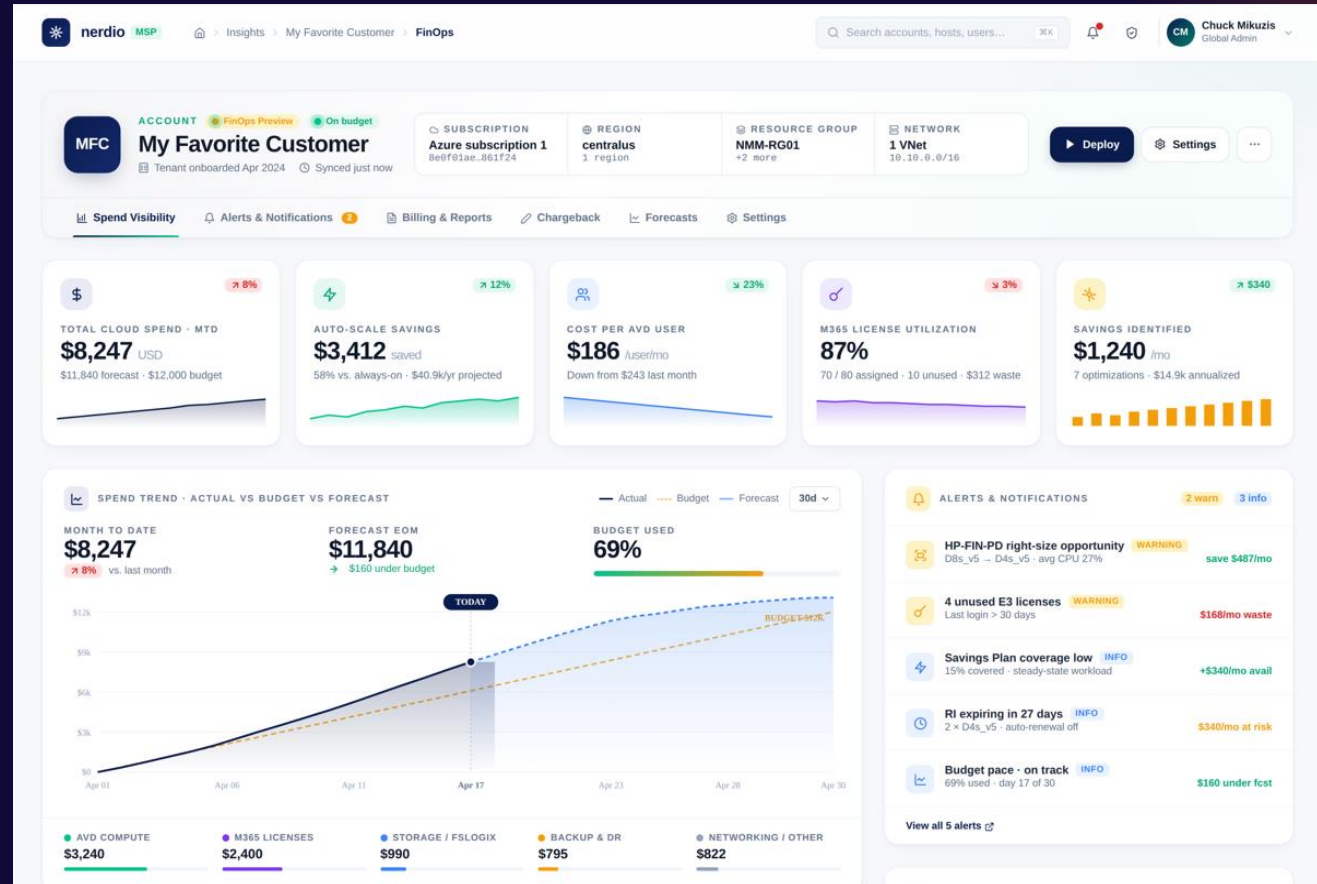 nerdio MSP
Insights > My Favorite Customer > FinOps
Search accounts, hosts, users... ⌘K
CM
Chuck Mikuzis
Global Admin
MFC
ACCOUNT FinOps Preview On budget
My Favorite Customer
Tenant onboarded Apr 2024 Synced just now
SUBSCRIPTION
Azure subscription 1
8e0f01ae…861f24
REGION
centralus
1 region
RESOURCE GROUP
NMM-RG01
+2 more
NETWORK
1 VNet
10.10.0.0/16
Deploy
Settings
...
Spend Visibility
Alerts & Notifications 2
Billing & Reports
Chargeback
Forecasts
Settings
↗ 8%
TOTAL CLOUD SPEND · MTD
$8,247 USD
$11,840 forecast · $12,000 budget
↗ 12%
AUTO-SCALE SAVINGS
$3,412 saved
58% vs. always-on · $40.9k/yr projected
↘ 23%
COST PER AVD USER
$186 /user/mo
Down from $243 last month
↘ 3%
M365 LICENSE UTILIZATION
87%
70 / 80 assigned · 10 unused · $312 waste
↗ $340
SAVINGS IDENTIFIED
$1,240 /mo
7 optimizations · $14.9k annualized
SPEND TREND · ACTUAL VS BUDGET VS FORECAST
Actual Budget Forecast 30d
MONTH TO DATE
$8,247
↗ 8% vs. last month
FORECAST EOM
$11,840
→ $160 under budget
BUDGET USED
69%
TODAY
BUDGET $12K
$12k
$9k
$6k
$3k
$0
Apr 01 Apr 06 Apr 11 Apr 17 Apr 23 Apr 28 Apr 30
AVD COMPUTE
$3,240
M365 LICENSES
$2,400
STORAGE / FSLOGIX
$990
BACKUP & DR
$795
NETWORKING / OTHER
$822
ALERTS & NOTIFICATIONS 2 warn 3 info
HP-FIN-PD right-size opportunity WARNING
D8s_v5 → D4s_v5 · avg CPU 27%
save $487/mo
4 unused E3 licenses WARNING
Last login > 30 days
$168/mo waste
Savings Plan coverage low INFO
15% covered · steady-state workload
+$340/mo avail
RI expiring in 27 days INFO
2 × D4s_v5 · auto-renewal off
$340/mo at risk
Budget pace · on track INFO
69% used · day 17 of 30
$160 under fcst
View all 5 alerts